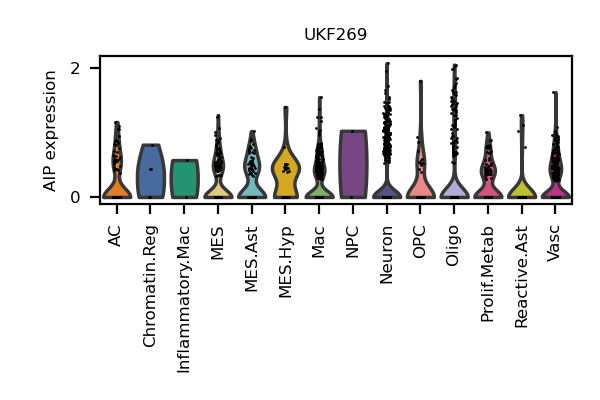 UKF269
AIP expression
2
0
AC
Chromatin.Reg
Inflammatory.Mac
MES
MES.Ast
MES.Hyp
Mac
NPC
Neuron
OPC
Oligo
Prolif.Metab
Reactive.Ast
Vasc